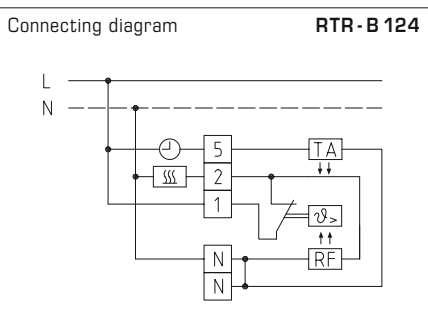 Connecting diagram RTR-B 124
L
N
5 TA
2
1 ϑ>
N RF
N